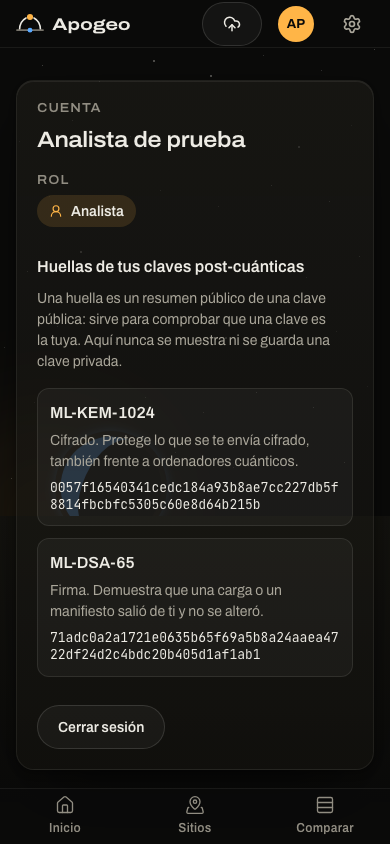 Apogeo
AP
CUENTA
Analista de prueba
ROL
Analista
Huellas de tus claves post-cuánticas
Una huella es un resumen público de una clave
pública: sirve para comprobar que una clave es
la tuya. Aquí nunca se muestra ni se guarda una
clave privada.
ML-KEM-1024
Cifrado. Protege lo que se te envía cifrado,
también frente a ordenadores cuánticos.
0057f16540341cedc184a93b8ae7cc227db5f
8814fbcbfc5305c60e8d64b215b
ML-DSA-65
Firma. Demuestra que una carga o un
manifiesto salió de ti y no se alteró.
71adc0a2a1721e0635b65f69a5b8a24aaea47
22df24d2c4bdc20b405d1af1ab1
Cerrar sesión
Inicio
Sitios
Comparar